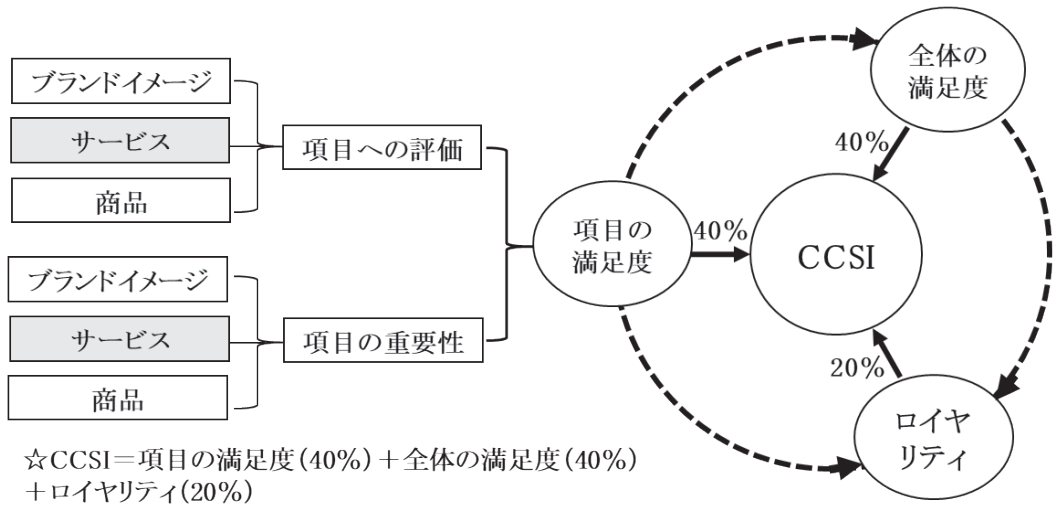 ブランドイメージ
サービス
商品
項目への評価
ブランドイメージ
サービス
商品
項目の重要性
項目の
満足度
全体の
満足度
40%
40%
CCSI
20%
ロイヤ
リティ
☆CCSI=項目の満足度(40%)+全体の満足度(40%)
+ロイヤリティ(20%)